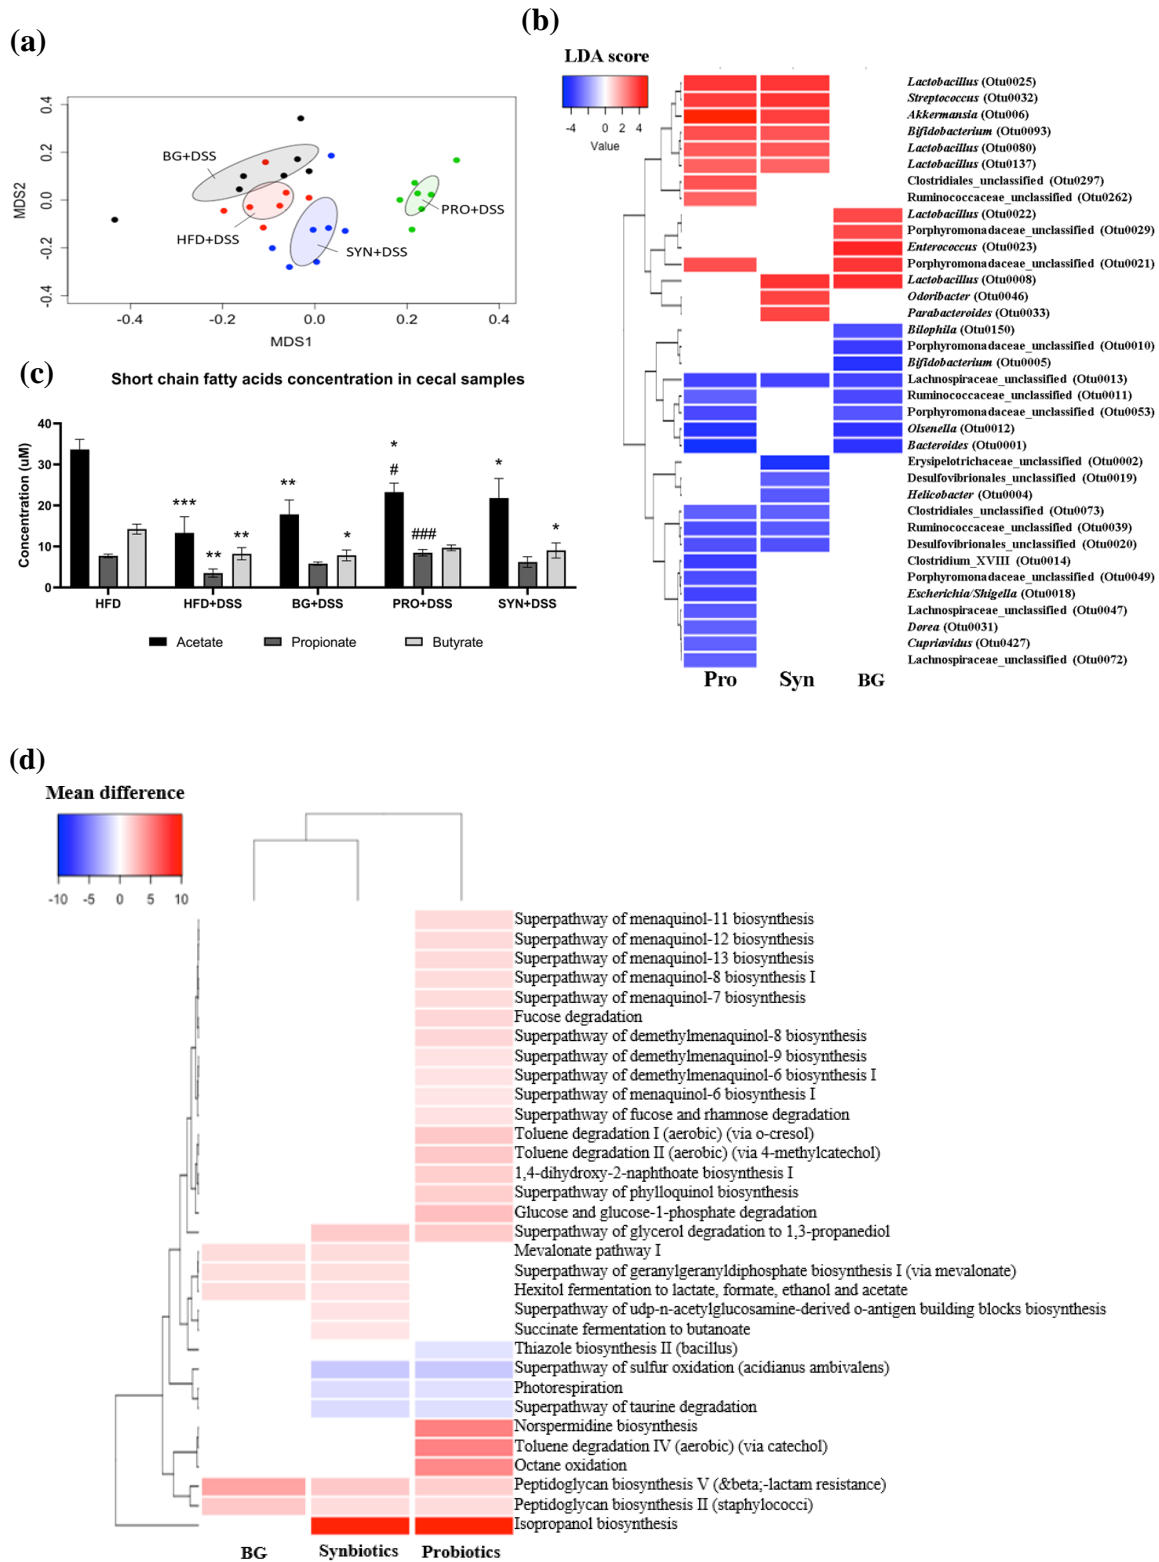 (a)
0.4
0.2
0.0
-0.2
-0.4
MDS2
BG+DSS
HFD+DSS
SYN+DSS
PRO+DSS
-0.4
-0.2
0.0
0.2
0.4
MDS1
(b)
LDA score
-4
0
2
4
Value
Lactobacillus (Otu0025)
Streptococcus (Otu0032)
Akkermansia (Otu006)
Bifidobacterium (Otu0093)
Lactobacillus (Otu0080)
Lactobacillus (Otu0137)
Clostridiales_unclassified (Otu0297)
Ruminococcaceae_unclassified (Otu0262)
Lactobacillus (Otu0022)
Porphyromonadaceae_unclassified (Otu0029)
Enterococcus (Otu0023)
Porphyromonadaceae_unclassified (Otu0021)
Lactobacillus (Otu0008)
Odoribacter (Otu0046)
Parabacteroides (Otu0033)
Bilophila (Otu0150)
Porphyromonadaceae_unclassified (Otu0010)
Bifidobacterium (Otu0005)
Lachnospiraceae_unclassified (Otu0013)
Ruminococcaceae_unclassified (Otu0011)
Porphyromonadaceae_unclassified (Otu0053)
Olsenella (Otu0012)
Bacteroides (Otu0001)
Erysipelotrichaceae_unclassified (Otu0002)
Desulfovibrionales_unclassified (Otu0019)
Helicobacter (Otu0004)
Clostridiales_unclassified (Otu0073)
Ruminococcaceae_unclassified (Otu0039)
Desulfovibrionales_unclassified (Otu0020)
Clostridium_XVIII (Otu0014)
Porphyromonadaceae_unclassified (Otu0049)
Escherichia/Shigella (Otu0018)
Lachnospiraceae_unclassified (Otu0047)
Dorea (Otu0031)
Cupriavidus (Otu0427)
Lachnospiraceae_unclassified (Otu0072)
Pro
Syn
BG
(c)
Short chain fatty acids concentration in cecal samples
Concentration (uM)
40
30
20
10
0
***
**
**
**
*
*
#
###
*
*
HFD
HFD+DSS
BG+DSS
PRO+DSS
SYN+DSS
Acetate
Propionate
Butyrate
(d)
Mean difference
-10
-5
0
5
10
Superpathway of menaquinol-11 biosynthesis
Superpathway of menaquinol-12 biosynthesis
Superpathway of menaquinol-13 biosynthesis
Superpathway of menaquinol-8 biosynthesis I
Superpathway of menaquinol-7 biosynthesis
Fucose degradation
Superpathway of demethylmenaquinol-8 biosynthesis
Superpathway of demethylmenaquinol-9 biosynthesis
Superpathway of demethylmenaquinol-6 biosynthesis I
Superpathway of menaquinol-6 biosynthesis I
Superpathway of fucose and rhamnose degradation
Toluene degradation I (aerobic) (via o-cresol)
Toluene degradation II (aerobic) (via 4-methylcatechol)
1,4-dihydroxy-2-naphthoate biosynthesis I
Superpathway of phylloquinol biosynthesis
Glucose and glucose-1-phosphate degradation
Superpathway of glycerol degradation to 1,3-propanediol
Mevalonate pathway I
Superpathway of geranylgeranyldiphosphate biosynthesis I (via mevalonate)
Hexitol fermentation to lactate, formate, ethanol and acetate
Superpathway of udp-n-acetylglucosamine-derived o-antigen building blocks biosynthesis
Succinate fermentation to butanoate
Thiazole biosynthesis II (bacillus)
Superpathway of sulfur oxidation (acidianus ambivalens)
Photorespiration
Superpathway of taurine degradation
Norspermidine biosynthesis
Toluene degradation IV (aerobic) (via catechol)
Octane oxidation
Peptidoglycan biosynthesis V (&beta;-lactam resistance)
Peptidoglycan biosynthesis II (staphylococci)
Isopropanol biosynthesis
BG
Synbiotics
Probiotics